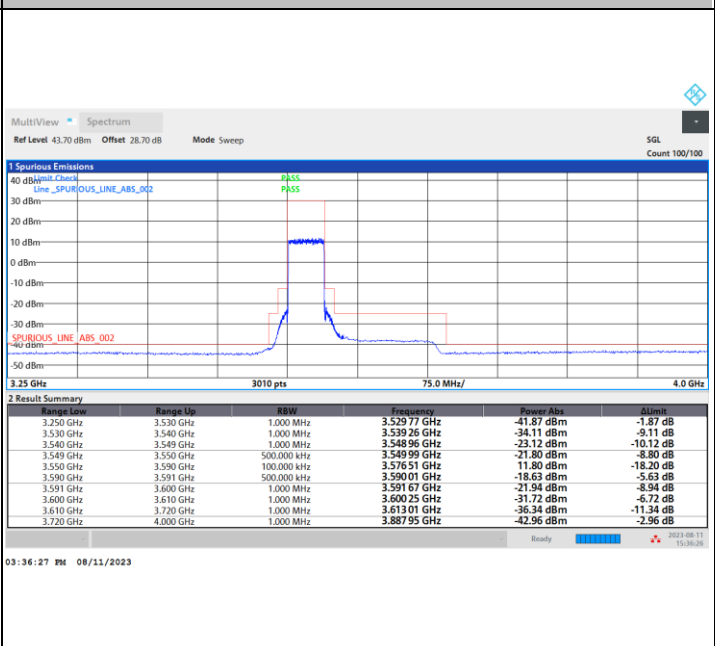 MultiView Spectrum
Ref Level 43.70 dBm Offset 28.70 dB Mode Sweep SGL
Count 100/100
1 Spurious Emissions
40 dBm Limit Check PASS
Line _SPURIOUS_LINE_ABS_002 PASS
30 dBm
20 dBm
10 dBm
0 dBm
-10 dBm
-20 dBm
-30 dBm
SPURIOUS_LINE_ABS_002
-40 dBm
-50 dBm
3.25 GHz 3010 pts 75.0 MHz/ 4.0 GHz
2 Result Summary
Range Low Range Up RBW Frequency Power Abs ΔLimit
3.250 GHz 3.530 GHz 1.000 MHz 3.529 77 GHz -41.87 dBm -1.87 dB
3.530 GHz 3.540 GHz 1.000 MHz 3.539 26 GHz -34.11 dBm -9.11 dB
3.540 GHz 3.549 GHz 1.000 MHz 3.548 96 GHz -23.12 dBm -10.12 dB
3.549 GHz 3.550 GHz 500.000 kHz 3.549 99 GHz -21.80 dBm -8.80 dB
3.550 GHz 3.590 GHz 100.000 kHz 3.576 51 GHz 11.80 dBm -18.20 dB
3.590 GHz 3.591 GHz 500.000 kHz 3.590 01 GHz -18.63 dBm -5.63 dB
3.591 GHz 3.600 GHz 1.000 MHz 3.591 67 GHz -21.94 dBm -8.94 dB
3.600 GHz 3.610 GHz 1.000 MHz 3.600 25 GHz -31.72 dBm -6.72 dB
3.610 GHz 3.720 GHz 1.000 MHz 3.613 01 GHz -36.34 dBm -11.34 dB
3.720 GHz 4.000 GHz 1.000 MHz 3.887 95 GHz -42.96 dBm -2.96 dB
Ready 2023-08-11
15:36:26
03:36:27 PM 08/11/2023